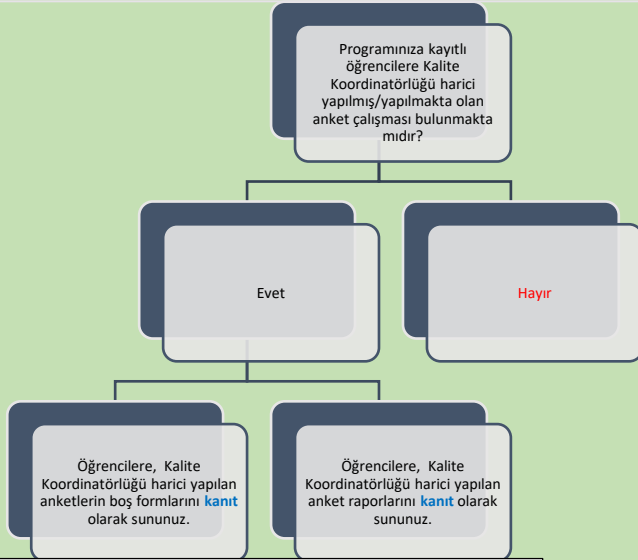 Programınıza kayıtlı
öğrencilere Kalite
Koordinatörlüğü harici
yapılmış/yapılmakta olan
anket çalışması bulunmakta
mıdır?
Evet
Hayır
Öğrencilere, Kalite
Koordinatörlüğü harici yapılan
anketlerin boş formlarını kanıt
olarak sununuz.
Öğrencilere, Kalite
Koordinatörlüğü harici yapılan
anket raporlarını kanıt olarak
sununuz.